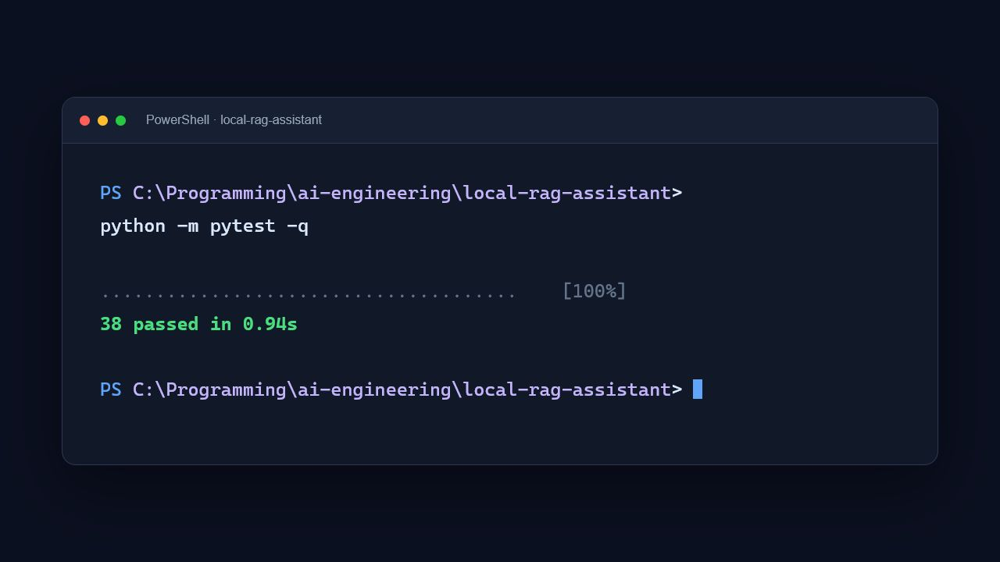 PowerShell · local-rag-assistant
PS C:\Programming\ai-engineering\local-rag-assistant>
python -m pytest -q
...................................... [100%]
38 passed in 0.94s
PS C:\Programming\ai-engineering\local-rag-assistant>